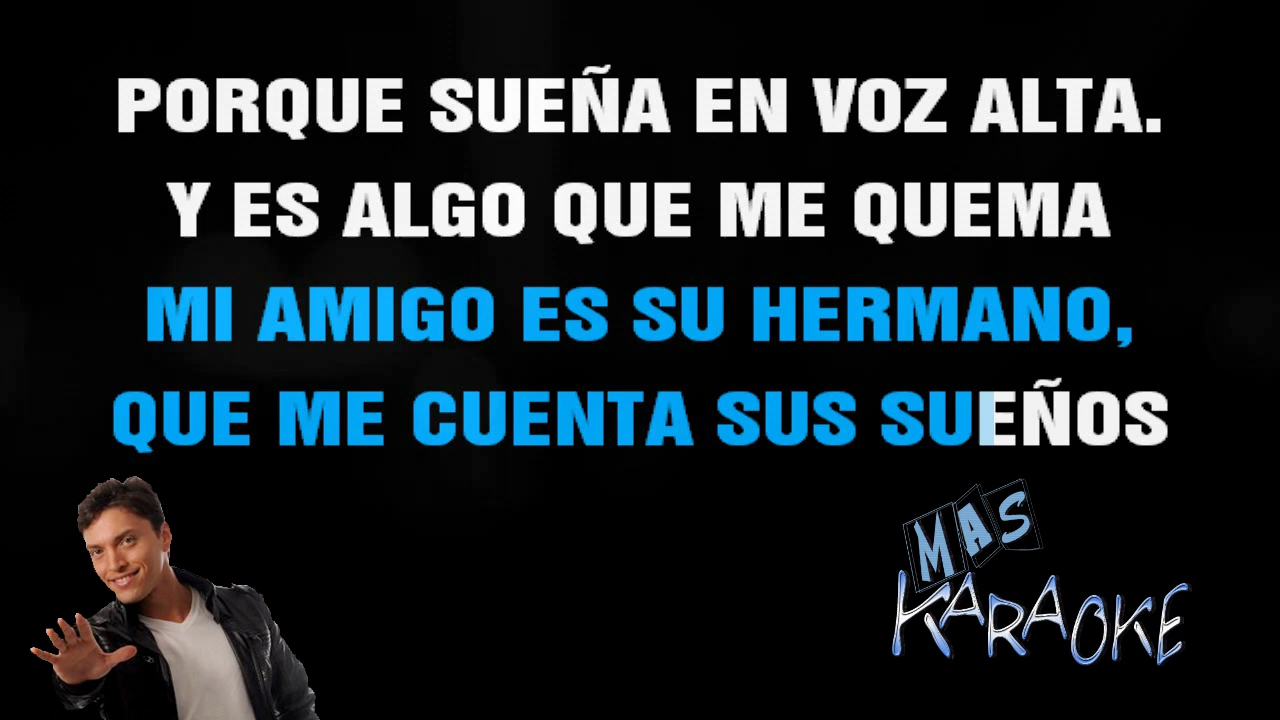 PORQUE SUEÑA EN VOZ ALTA.
Y ES ALGO QUE ME QUEMA
MI AMIGO ES SU HERMANO,
QUE ME CUENTA SUS SUEÑOS
MAS
KARAOKE